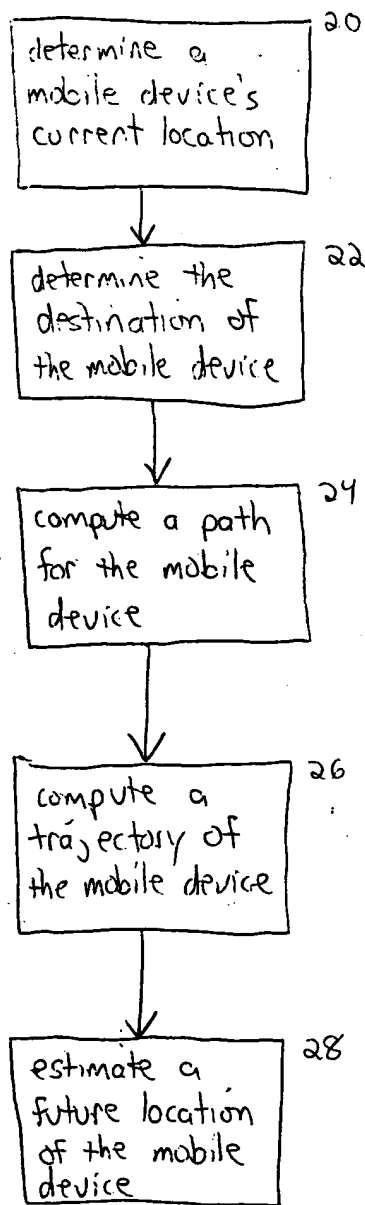 20
determine a
mobile device's
current location
22
determine the
destination of
the mobile device
24
compute a path
for the mobile
device
26
compute a
trajectory of
the mobile device
28
estimate a
future location
of the mobile
device